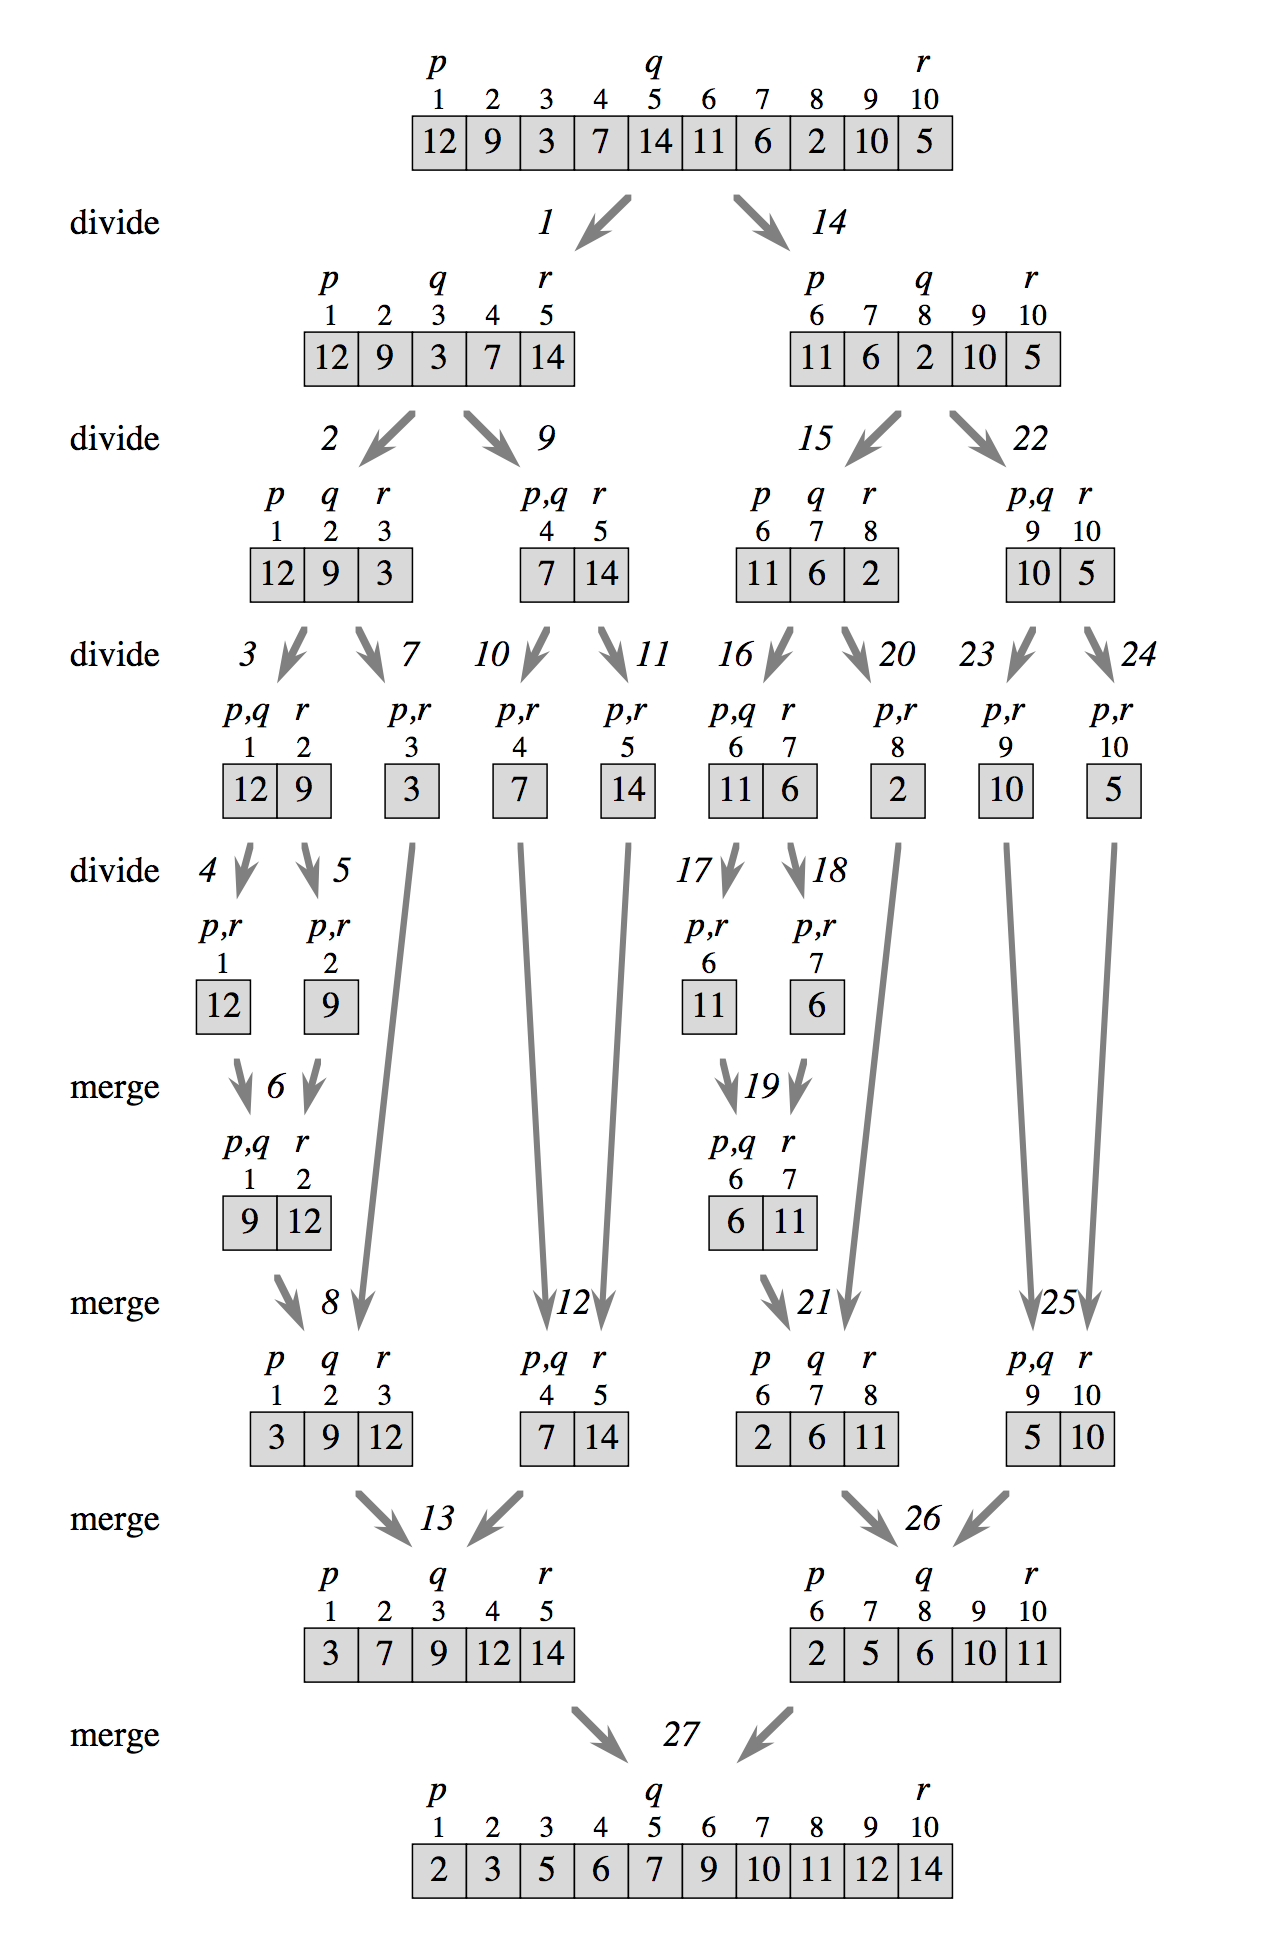 p q r
1 2 3 4 5 6 7 8 9 10
12 9 3 7 14 11 6 2 10 5
divide 1 14
p q r p q r
1 2 3 4 5 6 7 8 9 10
12 9 3 7 14 11 6 2 10 5
divide 2 9 15 22
p q r p,q r p q r p,q r
1 2 3 4 5 6 7 8 9 10
12 9 3 7 14 11 6 2 10 5
divide 3 7 10 11 16 20 23 24
p,q r p,r p,r p,r p,q r p,r p,r p,r
1 2 3 4 5 6 7 8 9 10
12 9 3 7 14 11 6 2 10 5
divide 4 5 17 18
p,r p,r p,r p,r
1 2 6 7
12 9 11 6
merge 6 19
p,q r p,q r
1 2 6 7
9 12 6 11
merge 8 12 21 25
p q r p,q r p q r p,q r
1 2 3 4 5 6 7 8 9 10
3 9 12 7 14 2 6 11 5 10
merge 13 26
p q r p q r
1 2 3 4 5 6 7 8 9 10
3 7 9 12 14 2 5 6 10 11
merge 27
p q r
1 2 3 4 5 6 7 8 9 10
2 3 5 6 7 9 10 11 12 14